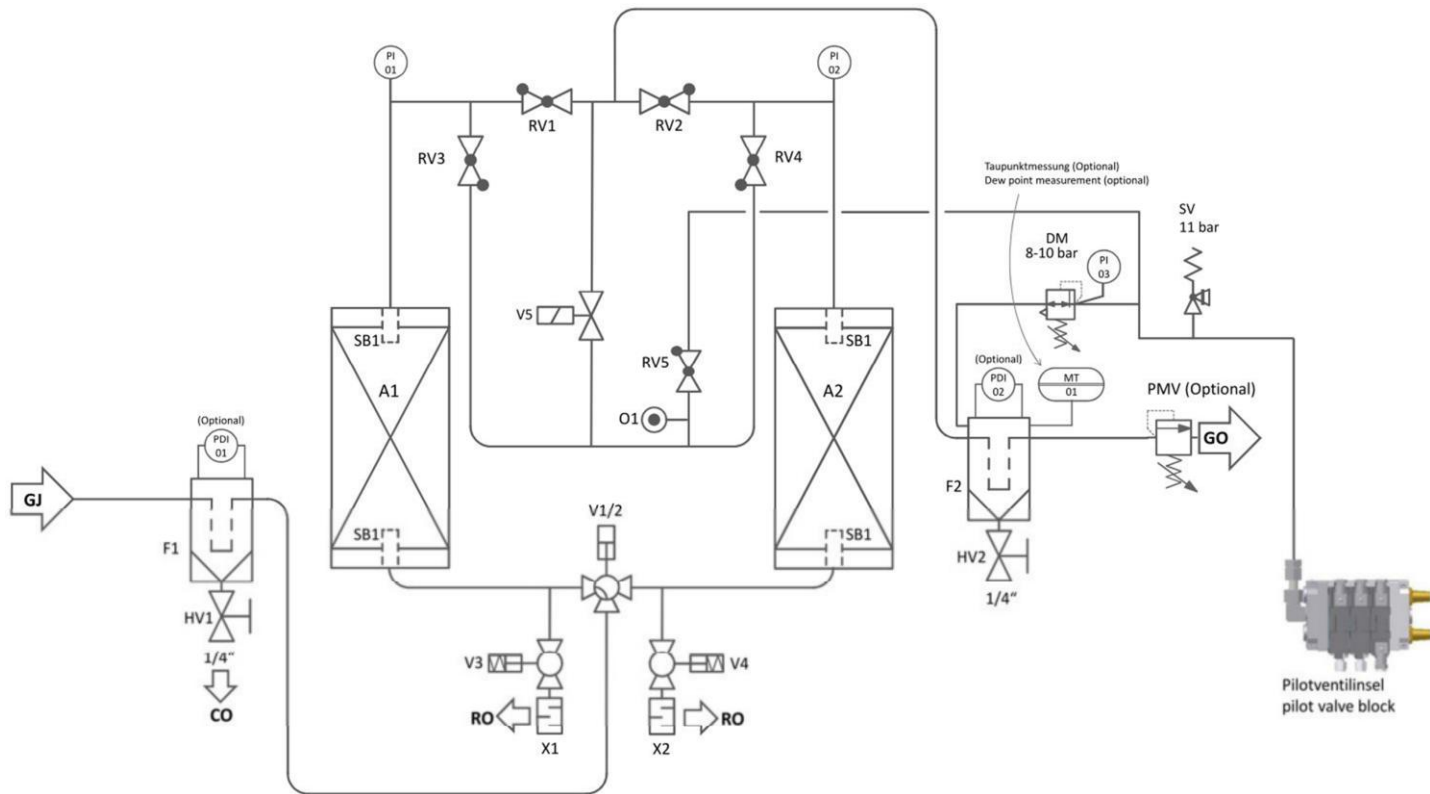 PI
01
PI
02
RV1
RV2
RV3
RV4
Taupunktmessung (Optional)
Dew point measurement (optional)
SV
11 bar
DM
8-10 bar
PI
03
V5
SB1
SB1
RV5
A1
A2
(Optional)
PDI
02
MT
01
PMV (Optional)
O1
(Optional)
PDI
01
GO
GJ
F2
V1/2
SB1
SB1
F1
HV2
1/4“
HV1
1/4“
V3
V4
CO
RO
RO
X1
X2
Pilotventilinsel
pilot valve block